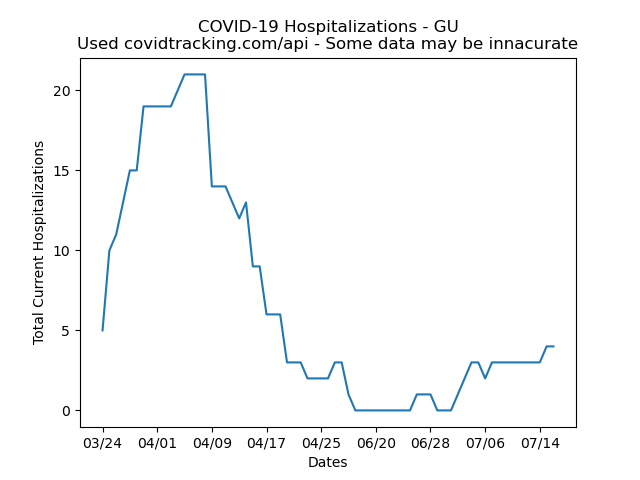 COVID-19 Hospitalizations - GU
Used covidtracking.com/api - Some data may be innacurate
20
15
10
5
0
Total Current Hospitalizations
03/24 04/01 04/09 04/17 04/25 06/20 06/28 07/06 07/14
Dates